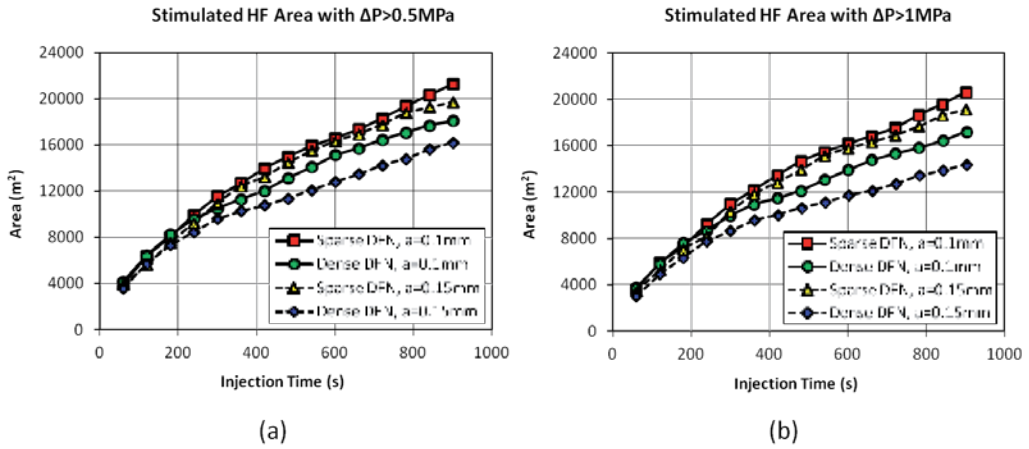 Stimulated HF Area with ΔP>0.5MPa
24000
20000
16000
12000
8000
4000
0
Area (m²)
Sparse DFN, a=0.1mm
Dense DFN, a=0.1mm
Sparse DFN, a=0.15mm
Dense DFN, a=0.15mm
0 200 400 600 800 1000
Injection Time (s)
(a)
Stimulated HF Area with ΔP>1MPa
24000
20000
16000
12000
8000
4000
0
Area (m²)
Sparse DFN, a=0.1mm
Dense DFN, a=0.1mm
Sparse DFN, a=0.15mm
Dense DFN, a=0.15mm
0 200 400 600 800 1000
Injection Time (s)
(b)